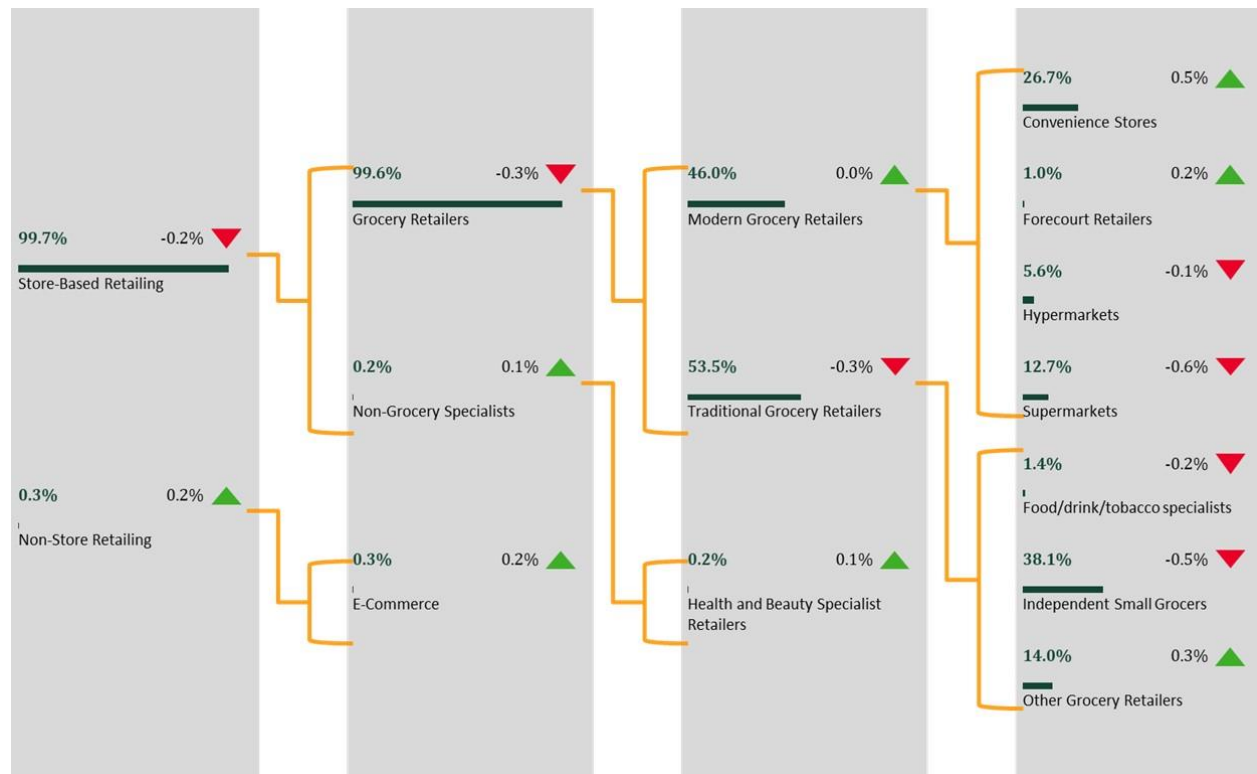 99.7% -0.2%
Store-Based Retailing
0.3% 0.2%
Non-Store Retailing
99.6% -0.3%
Grocery Retailers
0.2% 0.1%
Non-Grocery Specialists
0.3% 0.2%
E-Commerce
46.0% 0.0%
Modern Grocery Retailers
53.5% -0.3%
Traditional Grocery Retailers
0.2% 0.1%
Health and Beauty Specialist
Retailers
26.7% 0.5%
Convenience Stores
1.0% 0.2%
Forecourt Retailers
5.6% -0.1%
Hypermarkets
12.7% -0.6%
Supermarkets
1.4% -0.2%
Food/drink/tobacco specialists
38.1% -0.5%
Independent Small Grocers
14.0% 0.3%
Other Grocery Retailers